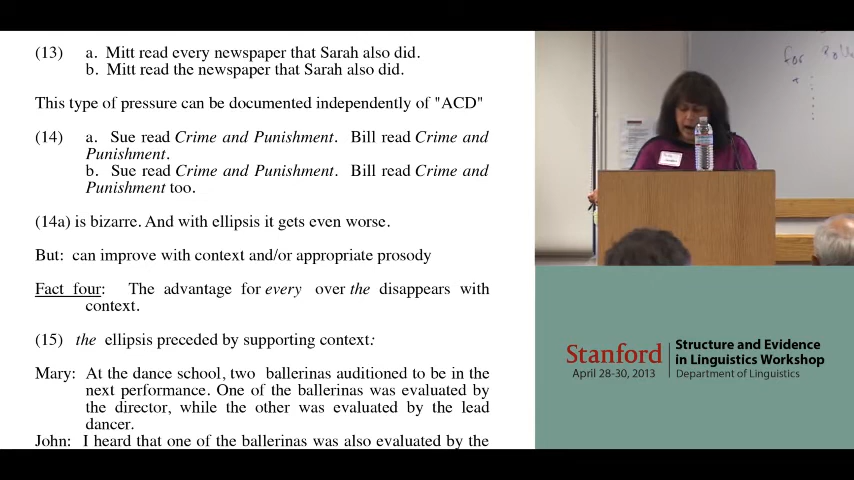 (13) a. Mitt read every newspaper that Sarah also did.
b. Mitt read the newspaper that Sarah also did.
This type of pressure can be documented independently of "ACD"
(14) a. Sue read Crime and Punishment. Bill read Crime and
Punishment.
b. Sue read Crime and Punishment. Bill read Crime and
Punishment too.
(14a) is bizarre. And with ellipsis it gets even worse.
But: can improve with context and/or appropriate prosody
Fact four: The advantage for every over the disappears with
context.
(15) the ellipsis preceded by supporting context:
Mary: At the dance school, two ballerinas auditioned to be in the
next performance. One of the ballerinas was evaluated by
the director, while the other was evaluated by the lead
dancer.
John: I heard that one of the ballerinas was also evaluated by the
for
Stanford
April 28-30, 2013
Structure and Evidence
in Linguistics Workshop
Department of Linguistics